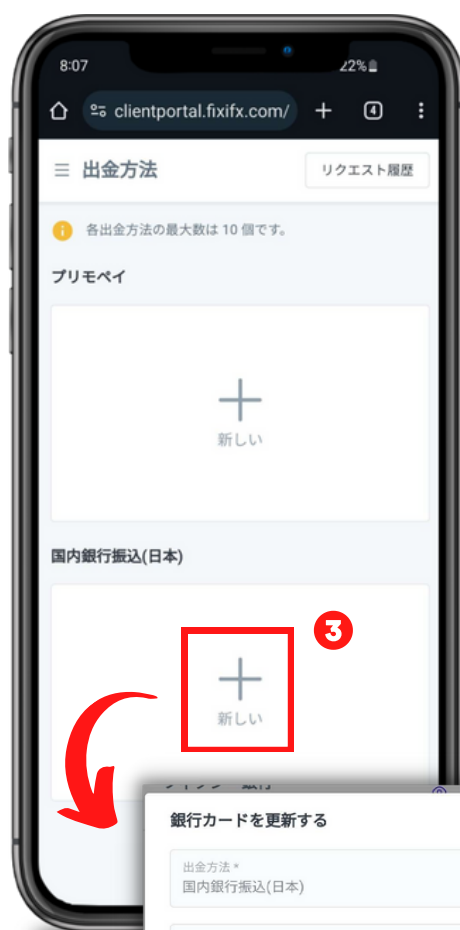 8:07
22%
clientportal.fixifx.com/
4
出金方法
リクエスト履歴
各出金方法の最大数は 10 個です。
プリモペイ
新しい
国内銀行振込(日本)
3
新しい
銀行カードを更新する
出金方法 *
国内銀行振込(日本)